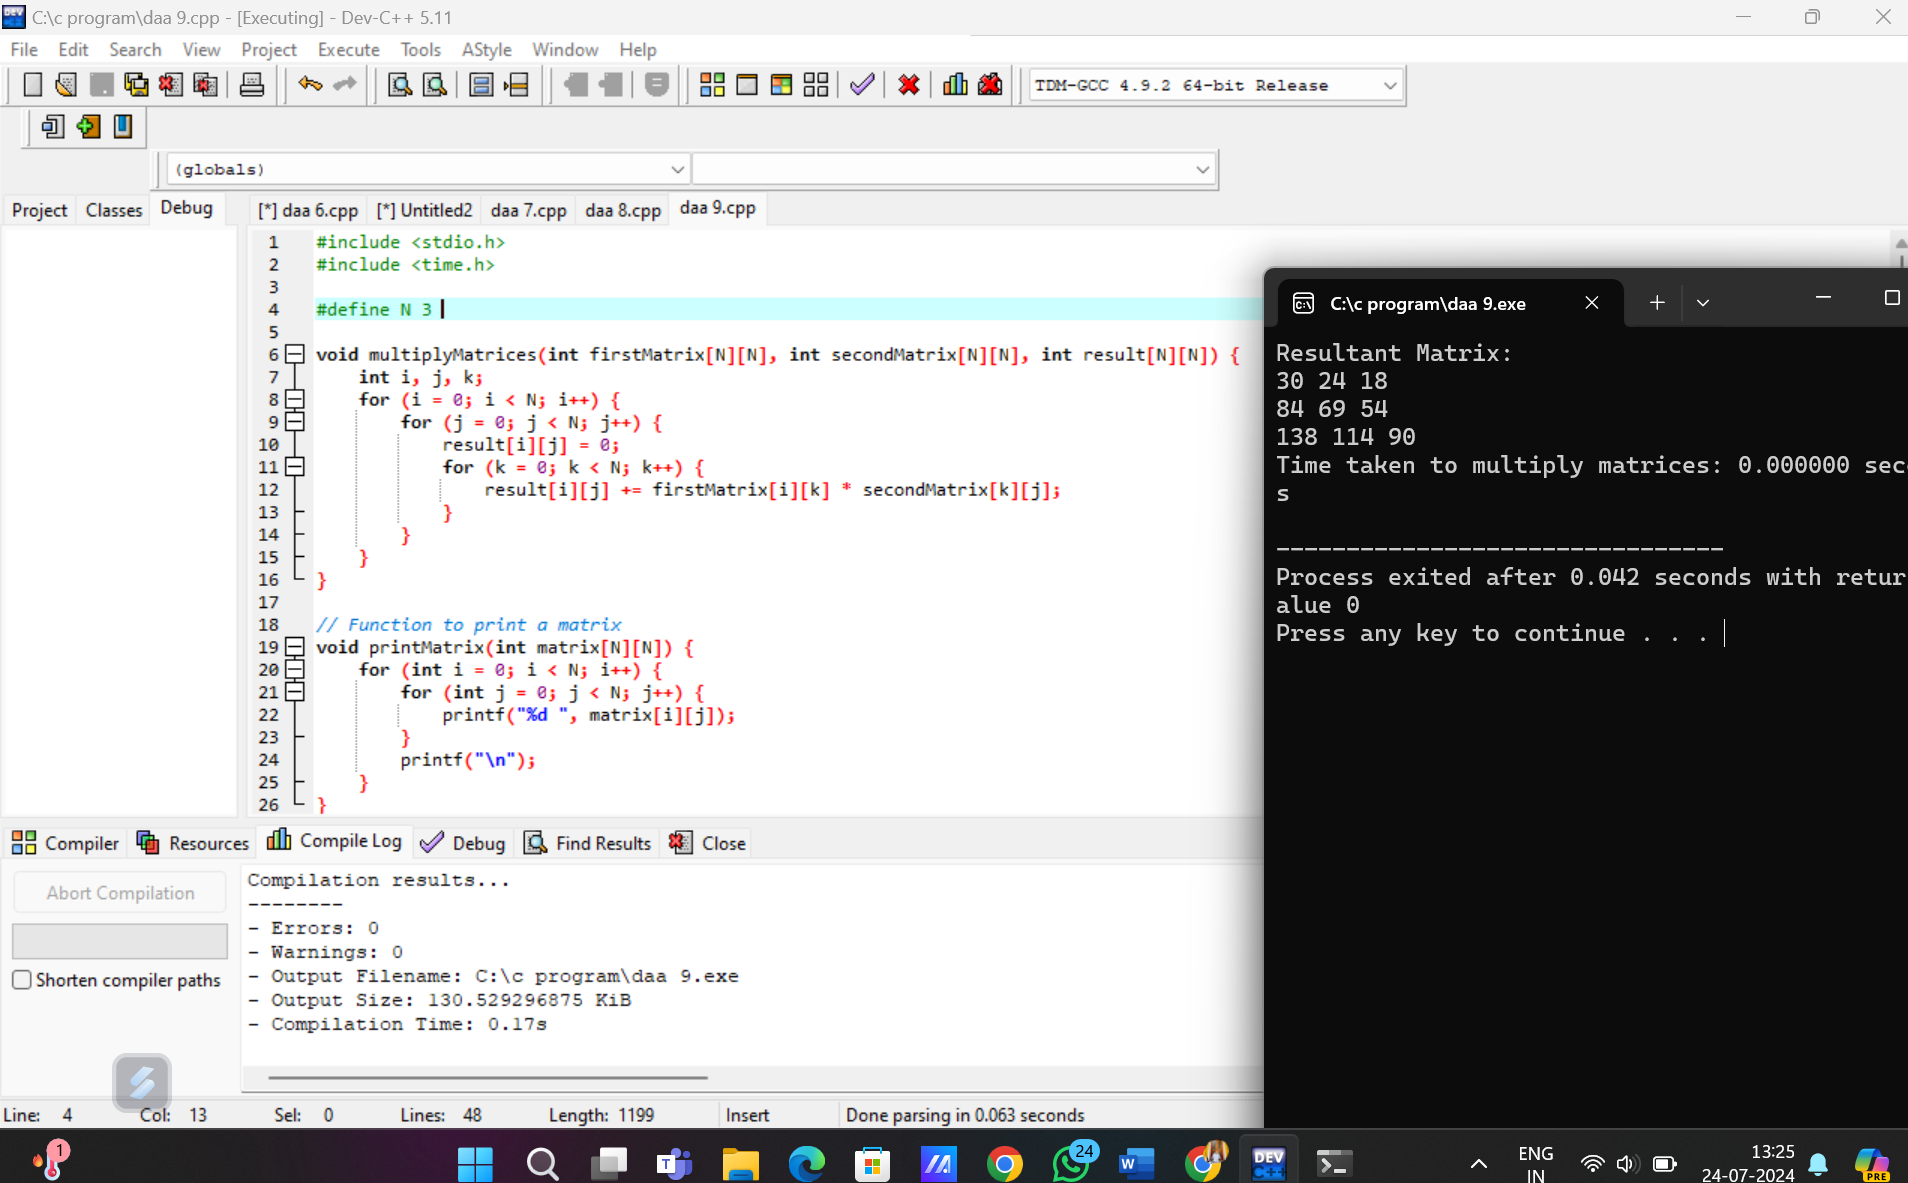 C:\c program\daa 9.cpp - [Executing] - Dev-C++ 5.11
File Edit Search View Project Execute Tools AStyle Window Help
TDM-GCC 4.9.2 64-bit Release
(globals)
Project Classes Debug
[*] daa 6.cpp [*] Untitled2 daa 7.cpp daa 8.cpp daa 9.cpp
1 #include <stdio.h>
2 #include <time.h>
3
4 #define N 3
5
6 void multiplyMatrices(int firstMatrix[N][N], int secondMatrix[N][N], int result[N][N]) {
7 int i, j, k;
8 for (i = 0; i < N; i++) {
9 for (j = 0; j < N; j++) {
10 result[i][j] = 0;
11 for (k = 0; k < N; k++) {
12 result[i][j] += firstMatrix[i][k] * secondMatrix[k][j];
13 }
14 }
15 }
16 }
17
18 // Function to print a matrix
19 void printMatrix(int matrix[N][N]) {
20 for (int i = 0; i < N; i++) {
21 for (int j = 0; j < N; j++) {
22 printf("%d ", matrix[i][j]);
23 }
24 printf("\n");
25 }
26 }
C:\c program\daa 9.exe
Resultant Matrix:
30 24 18
84 69 54
138 114 90
Time taken to multiply matrices: 0.000000 sec
s
--------------------------------
Process exited after 0.042 seconds with retur
alue 0
Press any key to continue . . .
Compiler Resources Compile Log Debug Find Results Close
Abort Compilation
Shorten compiler paths
Compilation results...
--------
- Errors: 0
- Warnings: 0
- Output Filename: C:\c program\daa 9.exe
- Output Size: 130.529296875 KiB
- Compilation Time: 0.17s
Line: 4 Col: 13 Sel: 0 Lines: 48 Length: 1199 Insert Done parsing in 0.063 seconds
1
24
DEV
C++
ENG
IN
13:25
24-07-2024
PRE